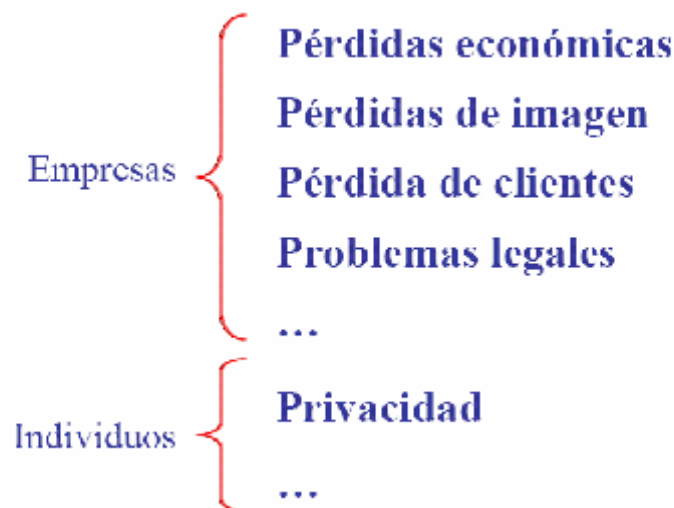 Empresas
Pérdidas económicas
Pérdidas de imagen
Pérdida de clientes
Problemas legales
...
Individuos
Privacidad
...